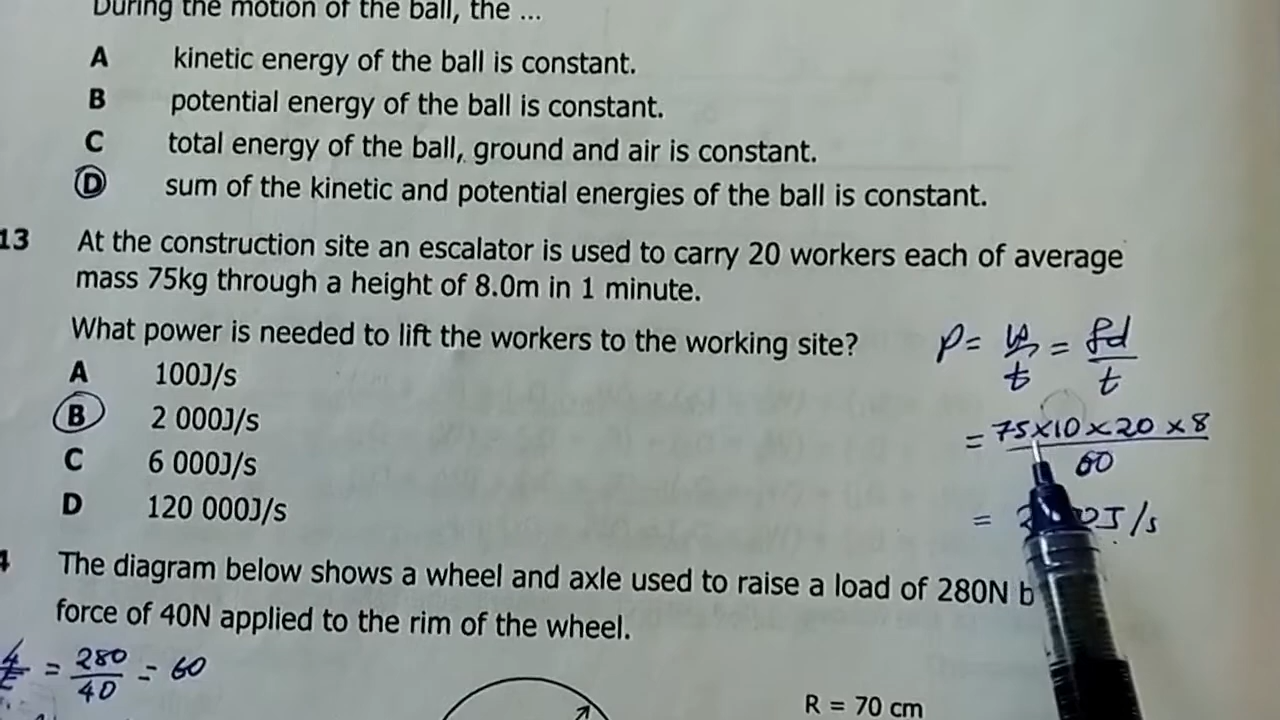 During the motion of the ball, the ...
A kinetic energy of the ball is constant.
B potential energy of the ball is constant.
C total energy of the ball, ground and air is constant.
D sum of the kinetic and potential energies of the ball is constant.
13 At the construction site an escalator is used to carry 20 workers each of average
mass 75kg through a height of 8.0m in 1 minute.
What power is needed to lift the workers to the working site?
A 100J/s
B 2 000J/s
C 6 000J/s
D 120 000J/s
P = W/t = Fd/t
= 75×10×20×8/60
= J/s
4 The diagram below shows a wheel and axle used to raise a load of 280N b
force of 40N applied to the rim of the wheel.
= 280/40 = 60
R = 70 cm